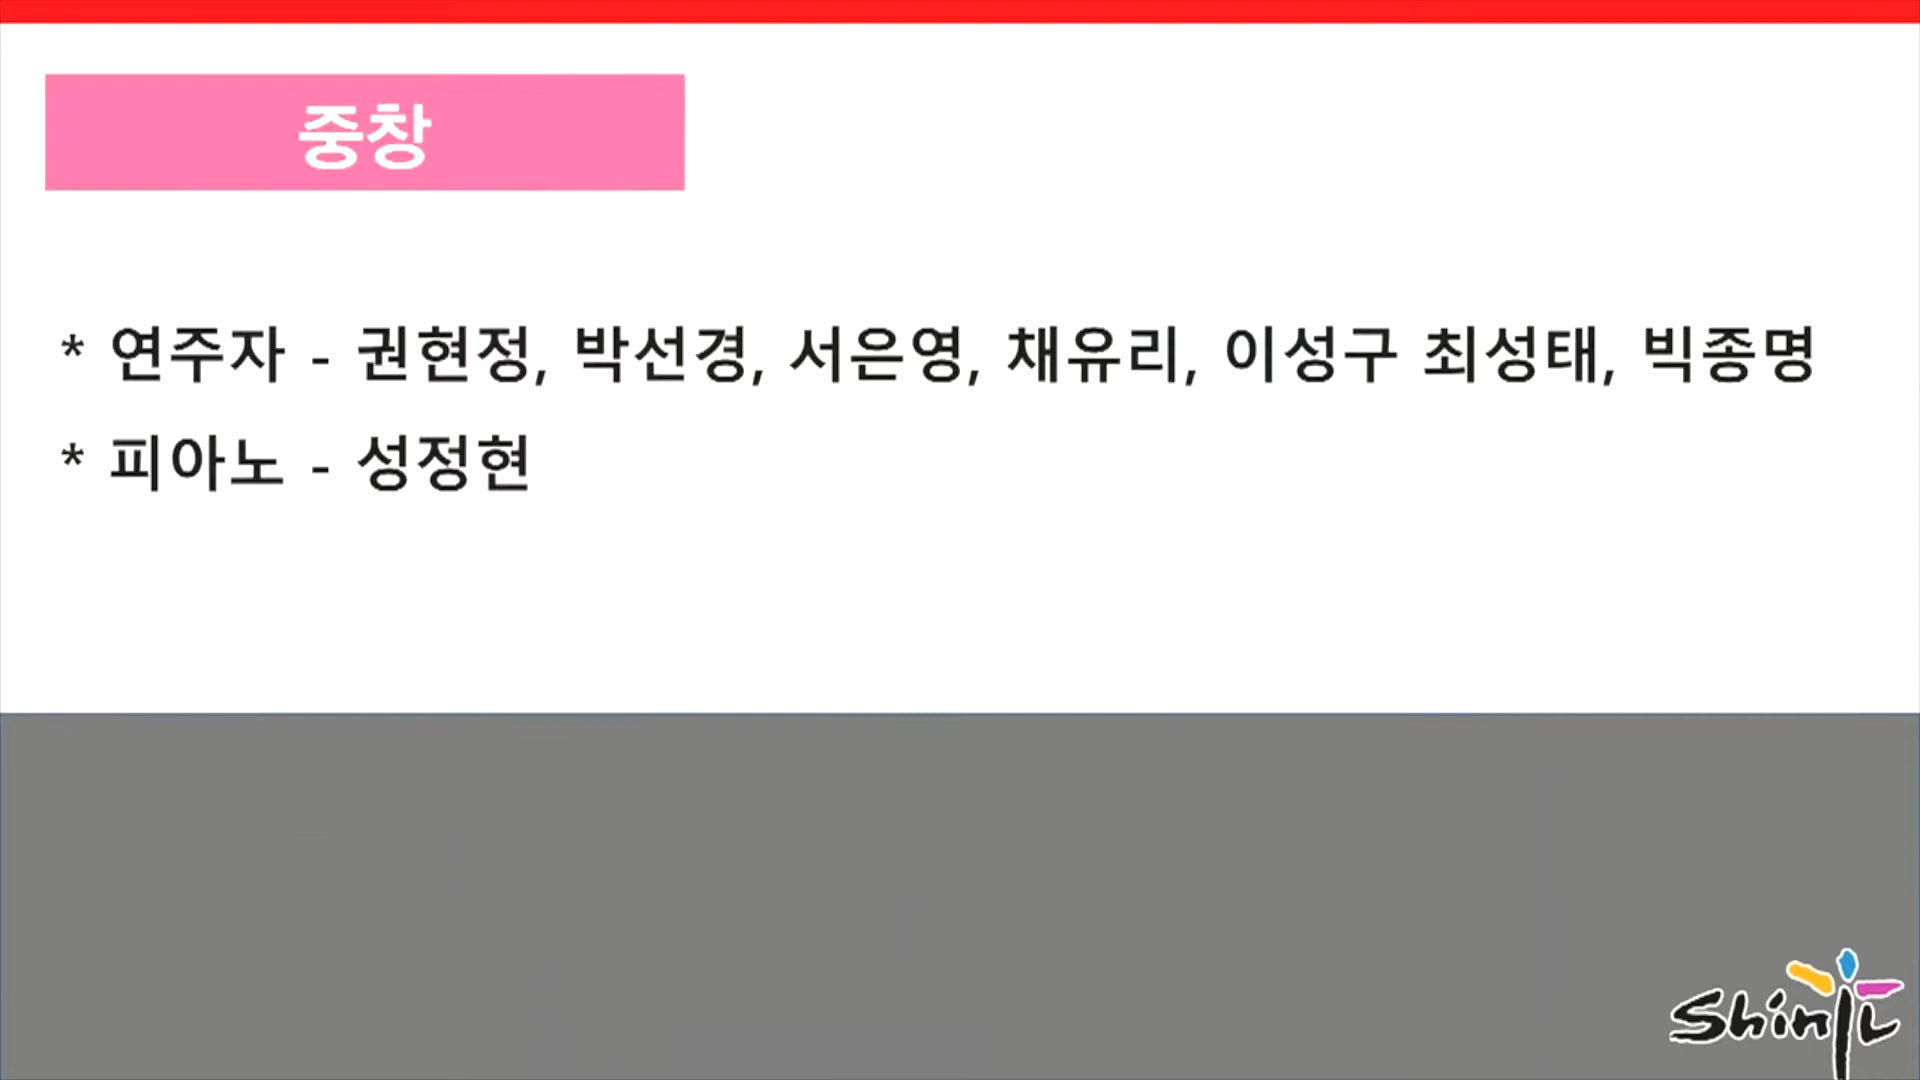 중창
* 연주자 - 권현정, 박선경, 서은영, 채유리, 이성구 최성태, 빅종명
* 피아노 - 성정현
Shinil